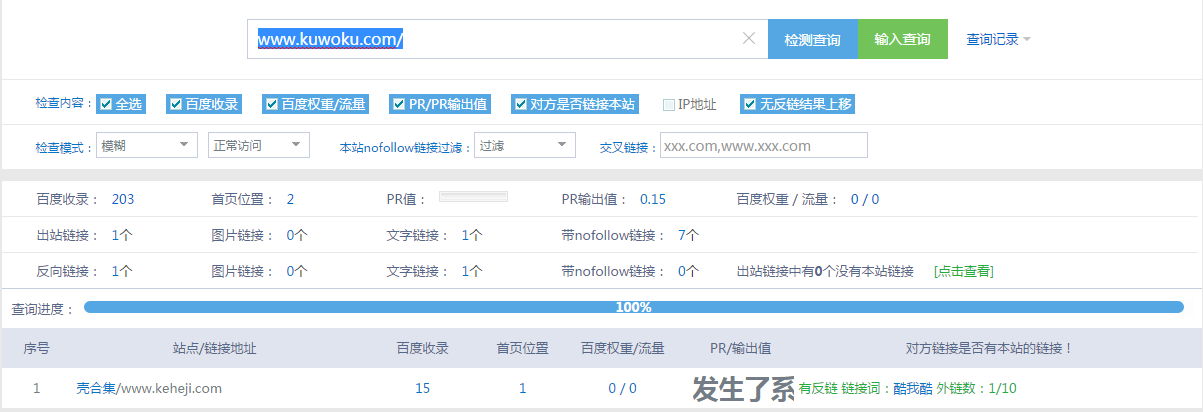 www.kuwoku.com/ 检测查询 输入查询 查询记录
检查内容： 全选 百度收录 百度权重/流量 PR/PR输出值 对方是否链接本站 IP地址 无反链结果上移
检查模式： 模糊 正常访问 本站nofollow链接过滤： 过滤 交叉链接： xxx.com,www.xxx.com
百度收录： 203 首页位置： 2 PR值： PR输出值： 0.15 百度权重 / 流量： 0 / 0
出站链接： 1个 图片链接： 0个 文字链接： 1个 带nofollow链接： 7个
反向链接： 1个 图片链接： 0个 文字链接： 1个 带nofollow链接： 0个 出站链接中有0个没有本站链接 [点击查看]
查询进度： 100%
序号 站点/链接地址 百度收录 首页位置 百度权重/流量 PR/输出值 对方链接是否有本站的链接！
1 壳合集/www.keheji.com 15 1 0 / 0 发生了系 有反链 链接词：酷我酷 外链数：1/10